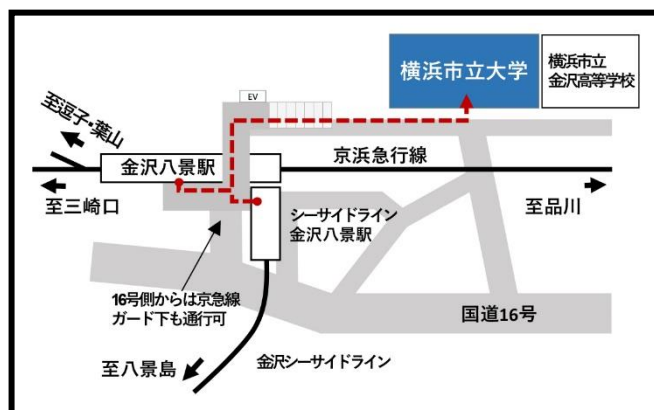 横浜市立大学
横浜市立
金沢高等学校
EV
至逗子・葉山
金沢八景駅
京浜急行線
至三崎口
シーサイドライン
金沢八景駅
至品川
16号側からは京急線
ガード下も通行可
国道16号
至八景島
金沢シーサイドライン